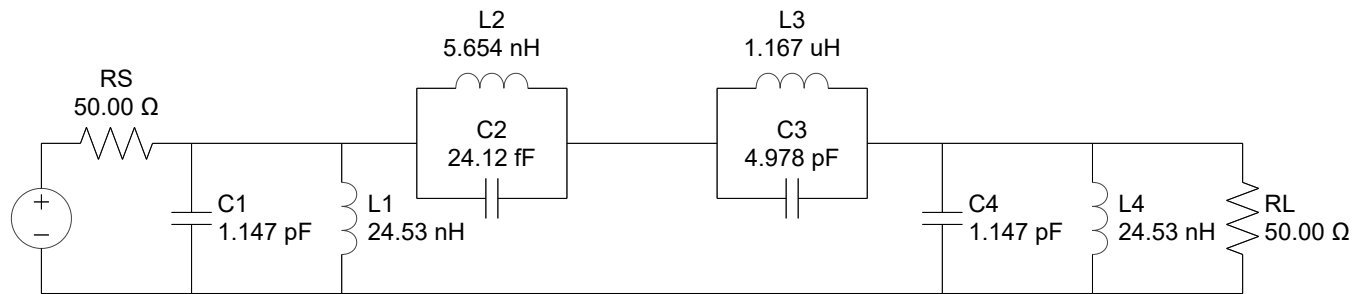 RS
50.00 Ω
L2
5.654 nH
C2
24.12 fF
L3
1.167 uH
C3
4.978 pF
C1
1.147 pF
L1
24.53 nH
C4
1.147 pF
L4
24.53 nH
RL
50.00 Ω
+
−